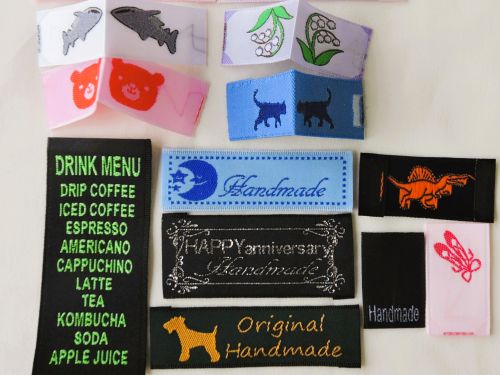 DRINK MENU
DRIP COFFEE
ICED COFFEE
ESPRESSO
AMERICANO
CAPPUCHINO
LATTE
TEA
KOMBUCHA
SODA
APPLE JUICE
Handmade
HAPPY anniversary
Handmade
Original
Handmade
Handmade